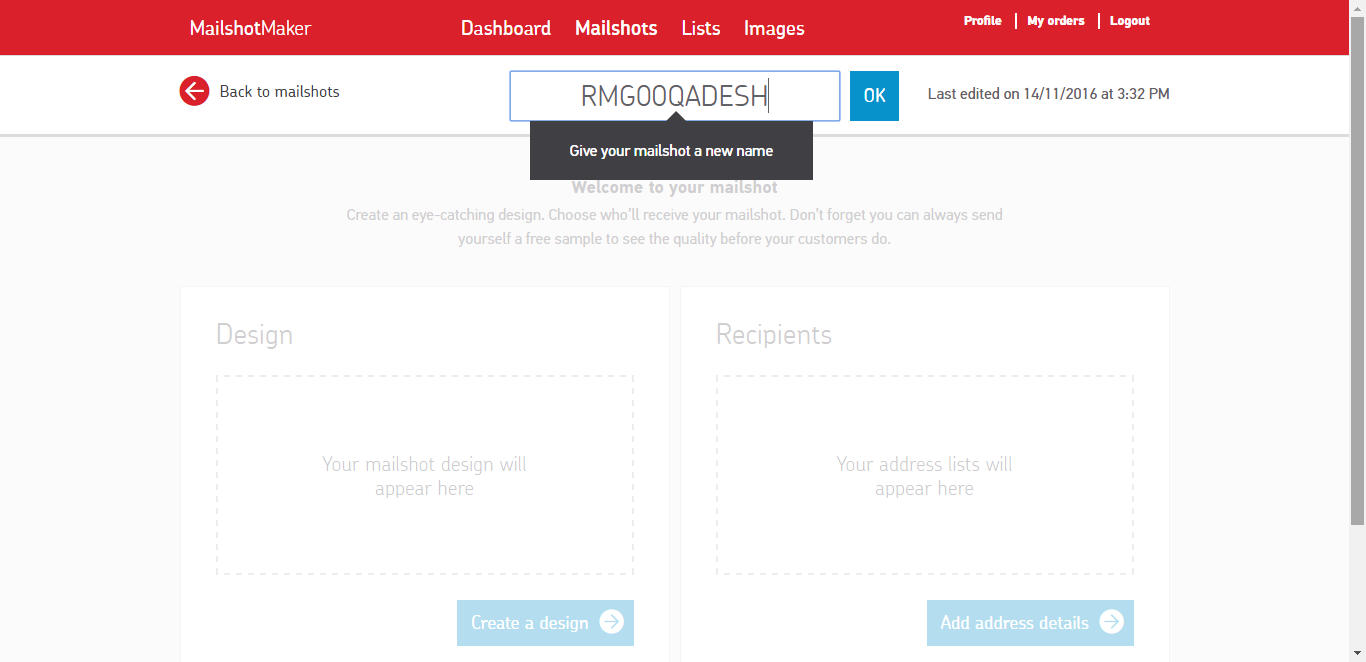 MailshotMaker
Dashboard
Mailshots
Lists
Images
Profile
My orders
Logout
Back to mailshots
RMG00QADESH
OK
Last edited on 14/11/2016 at 3:32 PM
Give your mailshot a new name
Welcome to your mailshot
Create an eye-catching design. Choose who'll receive your mailshot. Don't forget you can always send
yourself a free sample to see the quality before your customers do.
Design
Your mailshot design will
appear here
Create a design
Recipients
Your address lists will
appear here
Add address details